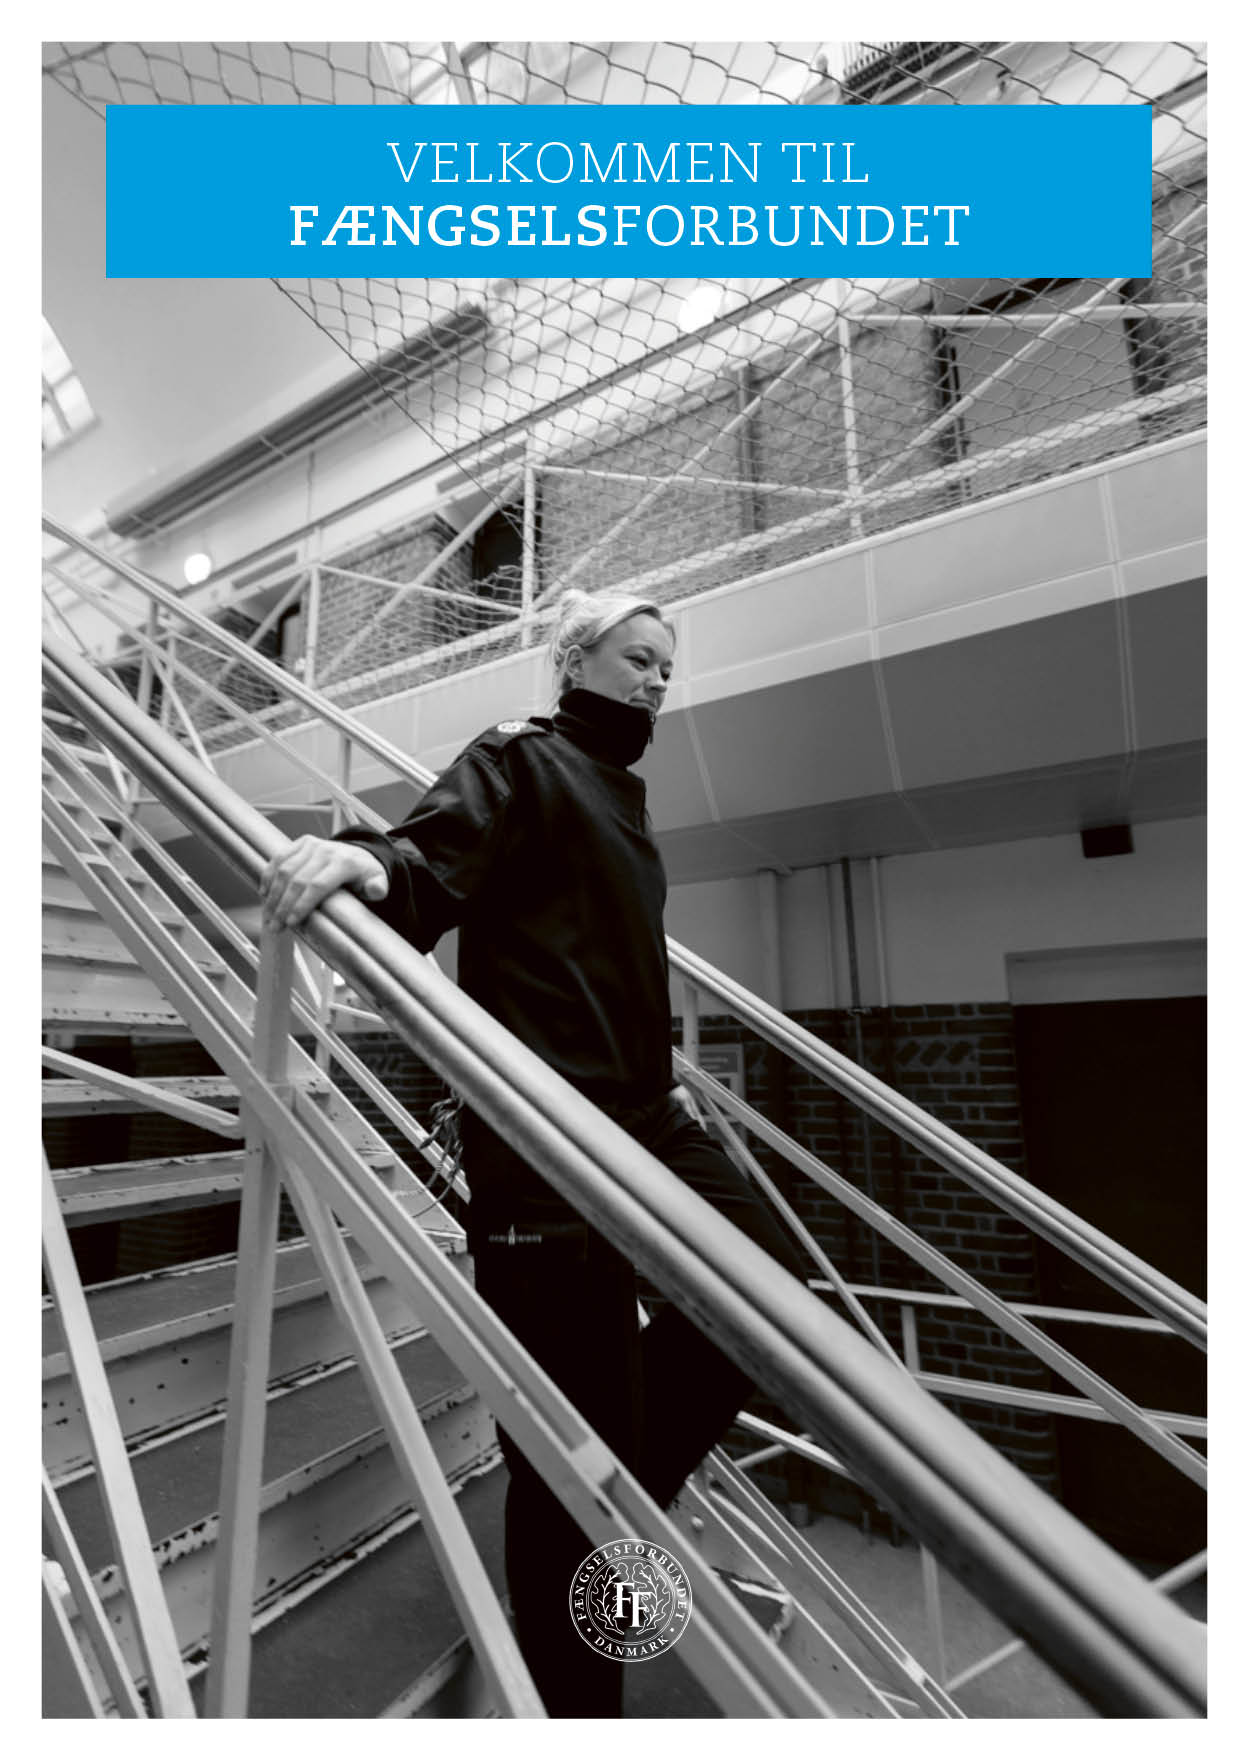 VELKOMMEN TIL
FÆNGSELSFORBUNDET
FÆNGSELSFORBUNDET
DANMARK
FF